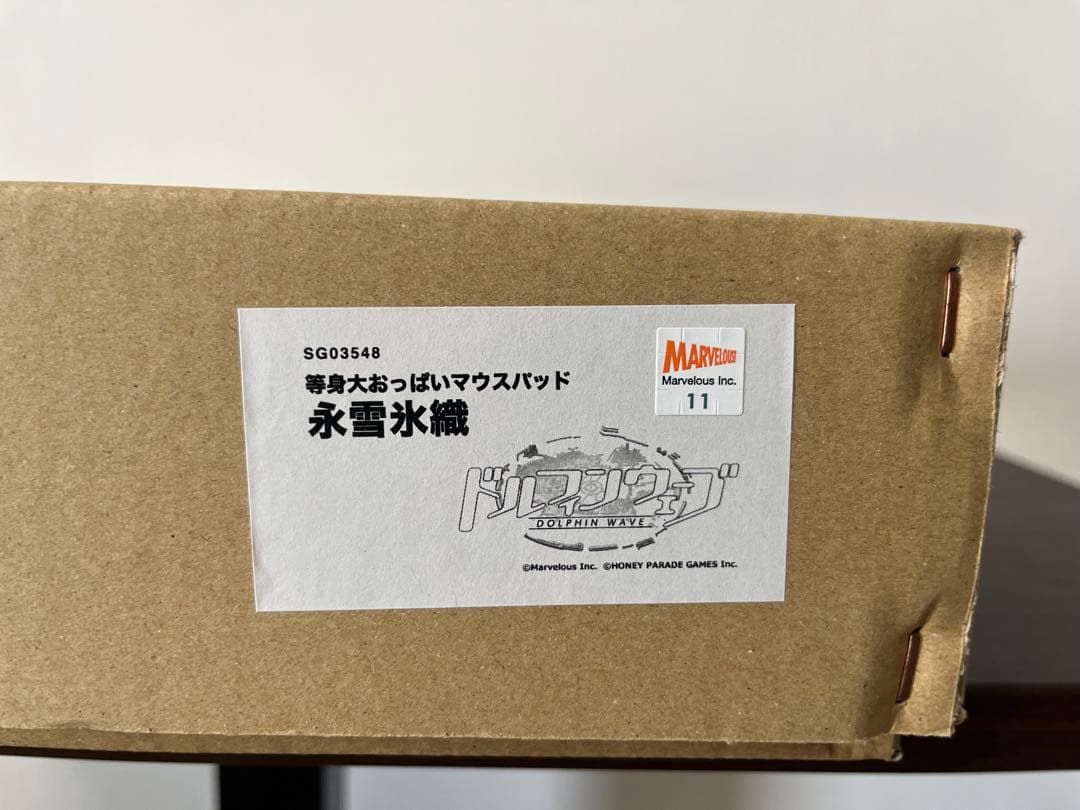 SG03548
等身大おっぱいマウスパッド
永雪氷織
MARVELOUS!
Marvelous Inc.
11
ドルフィンウェーブ
DOLPHIN WAVE
©Marvelous Inc. ©HONEY PARADE GAMES Inc.